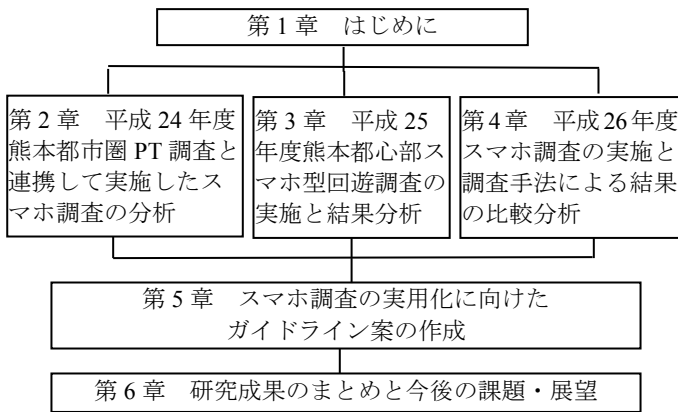 第1章 はじめに
第2章 平成24年度
熊本都市圏PT調査と
連携して実施したス
マホ調査の分析
第3章 平成25
年度熊本都心部ス
マホ型回遊調査の
実施と結果分析
第4章 平成26年度
スマホ調査の実施と
調査手法による結果
の比較分析
第5章 スマホ調査の実用化に向けた
ガイドライン案の作成
第6章 研究成果のまとめと今後の課題・展望